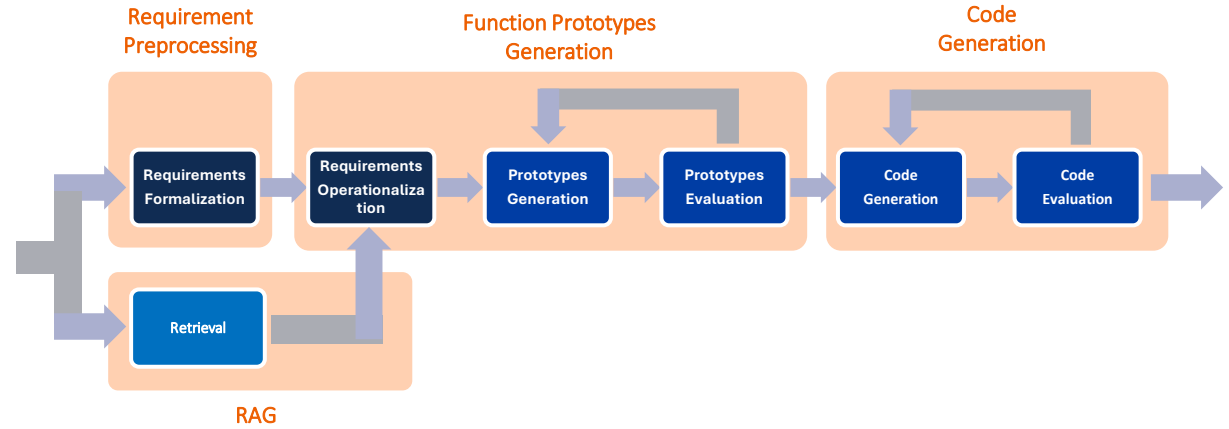 Requirement
Preprocessing
Function Prototypes
Generation
Code
Generation
Requirements
Formalization
Requirements
Operationaliza
tion
Prototypes
Generation
Prototypes
Evaluation
Code
Generation
Code
Evaluation
Retrieval
RAG